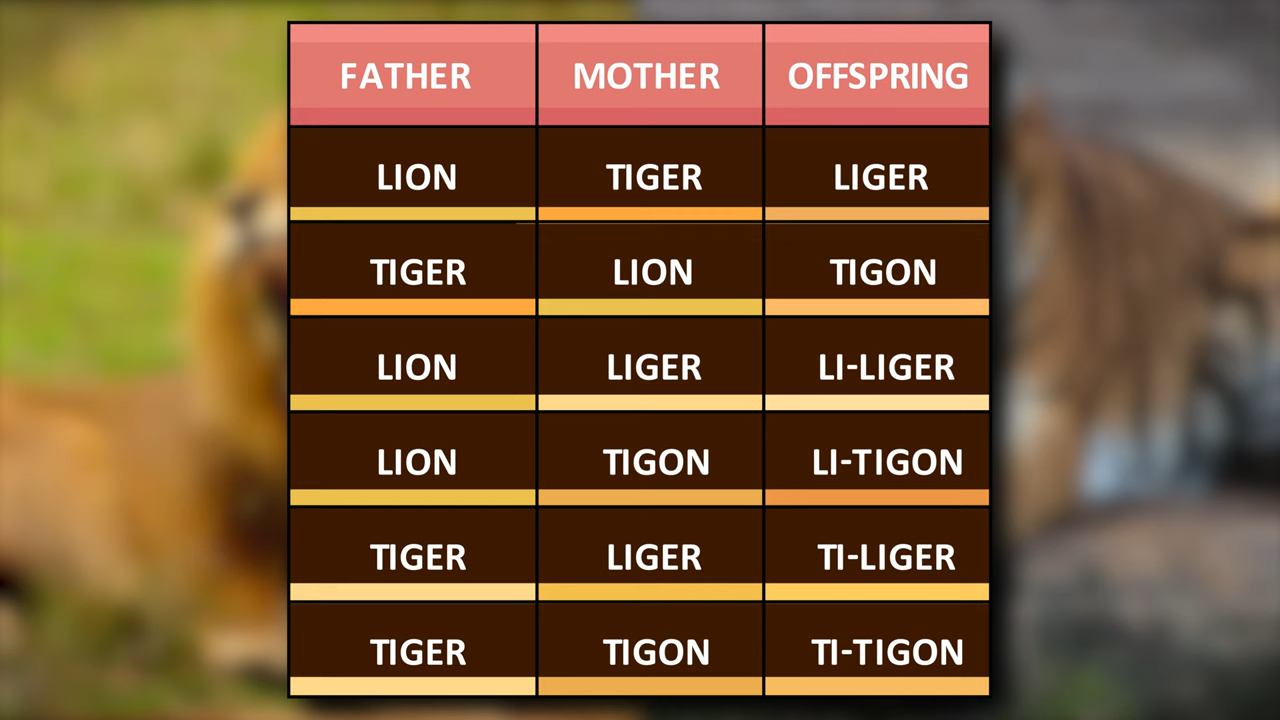 FATHER MOTHER OFFSPRING
LION TIGER LIGER
TIGER LION TIGON
LION LIGER LI-LIGER
LION TIGON LI-TIGON
TIGER LIGER TI-LIGER
TIGER TIGON TI-TIGON